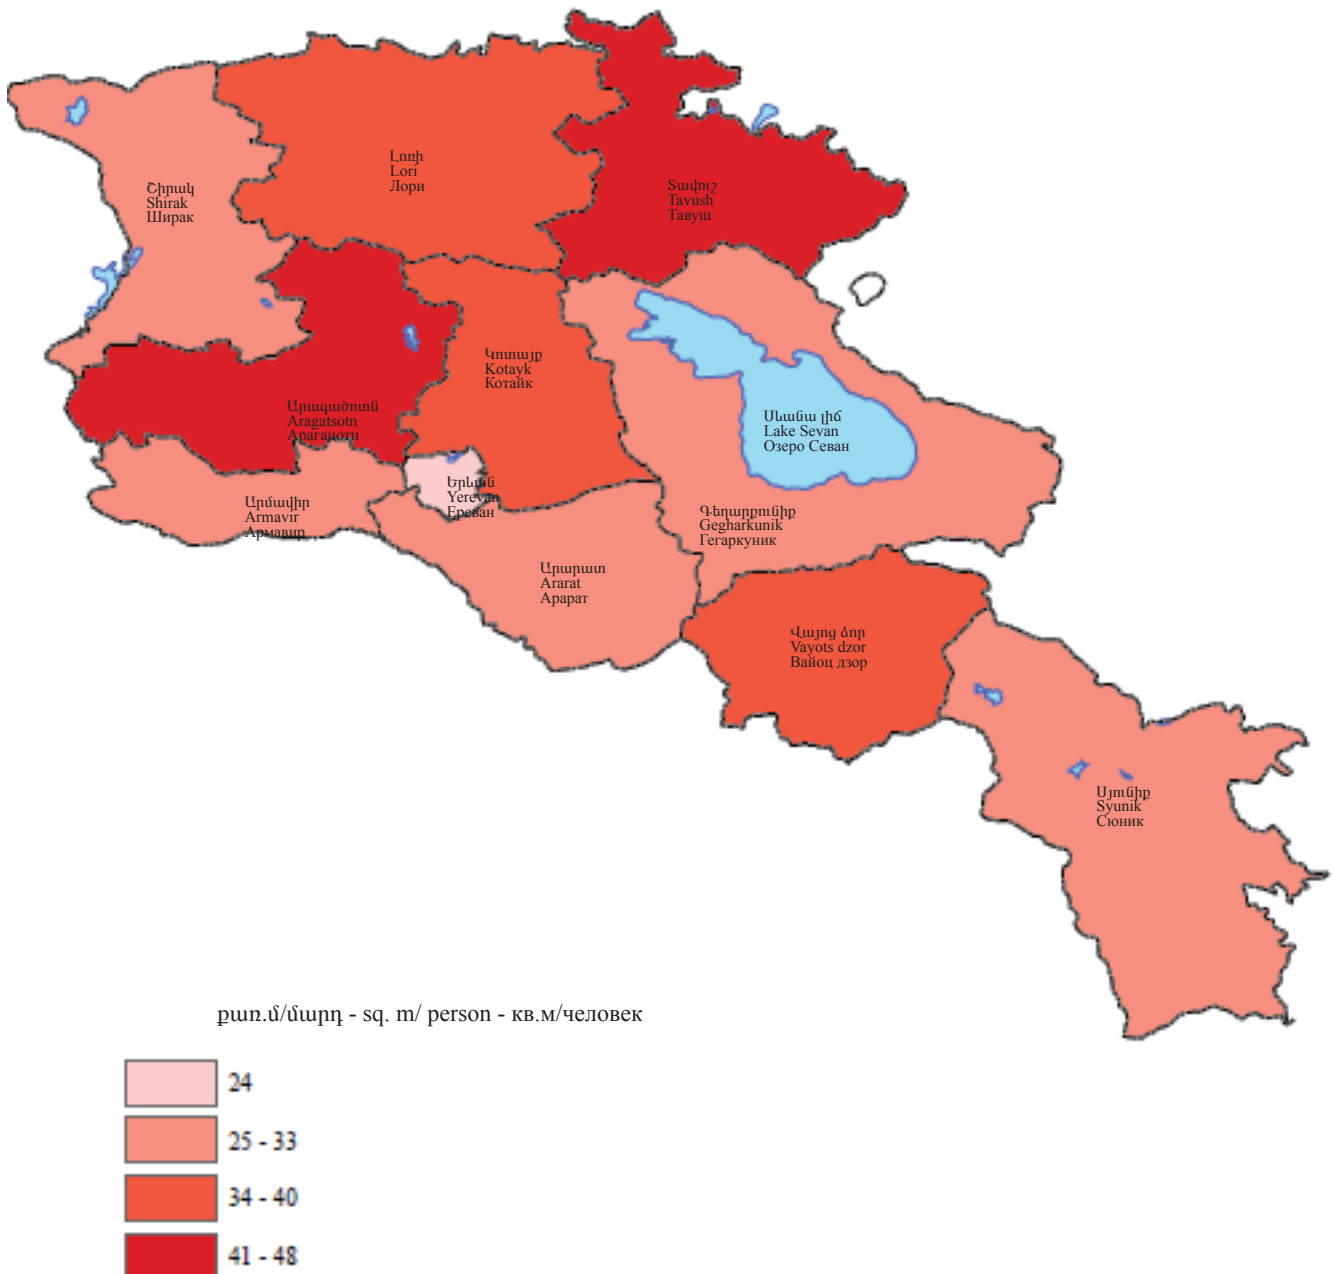 Լոռի
Lori
Лори
Շիրակ
Shirak
Ширак
Տավուշ
Tavush
Тавуш
Կոտայք
Kotayk
Котайк
Արագածոտն
Aragatsotn
Арагацотн
Սևանա լիճ
Lake Sevan
Озеро Севан
Երևան
Yerevan
Ереван
Արմավիր
Armavir
Армавир
Գեղարքունիք
Gegharkunik
Гегаркуник
Արարատ
Ararat
Арарат
Վայոց ձոր
Vayots dzor
Вайоц дзор
Սյունիք
Syunik
Сюник
քառ.մ/մարդ - sq. m/ person - кв.м/человек
24
25 - 33
34 - 40
41 - 48